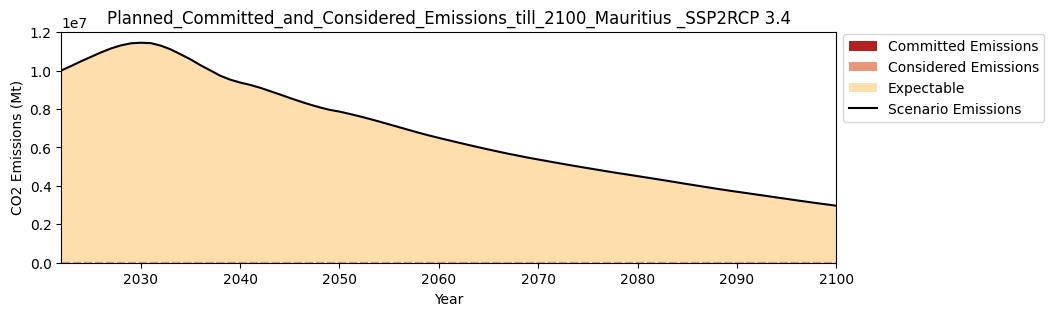 Planned_Committed_and_Considered_Emissions_till_2100_Mauritius _SSP2RCP 3.4
1e7
1.2
1.0
0.8
0.6
0.4
0.2
0.0
CO2 Emissions (Mt)
2030 2040 2050 2060 2070 2080 2090 2100
Year
Committed Emissions
Considered Emissions
Expectable
Scenario Emissions